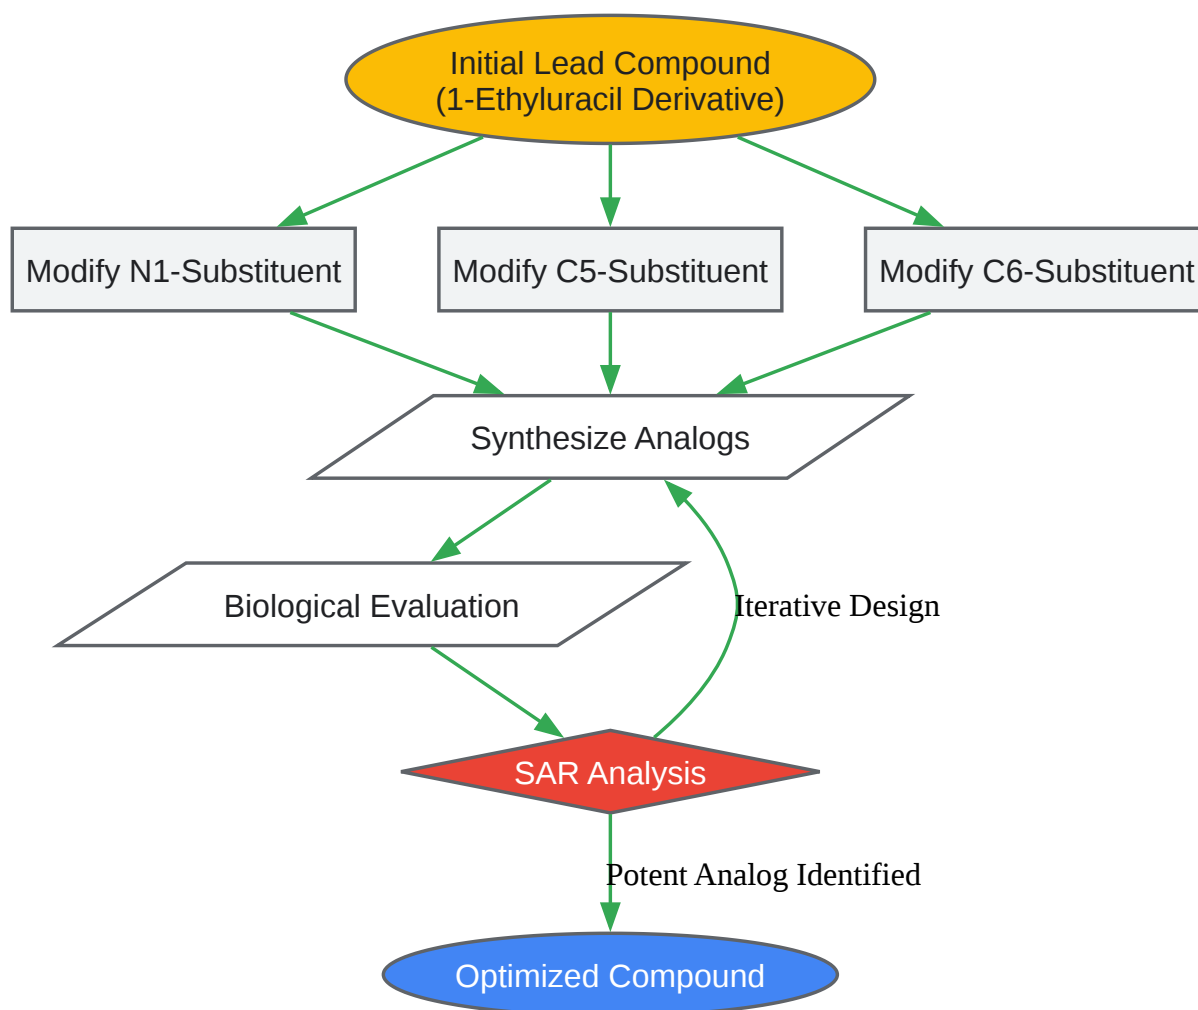 Initial Lead Compound
(1-Ethyluracil Derivative)
Modify N1-Substituent
Modify C5-Substituent
Modify C6-Substituent
Synthesize Analogs
Biological Evaluation
Iterative Design
SAR Analysis
Potent Analog Identified
Optimized Compound